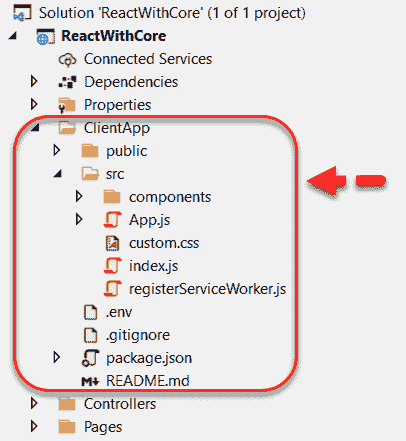 Solution 'ReactWithCore' (1 of 1 project)
ReactWithCore
Connected Services
Dependencies
Properties
ClientApp
public
src
components
App.js
custom.css
index.js
registerServiceWorker.js
.env
.gitignore
package.json
README.md
Controllers
Pages